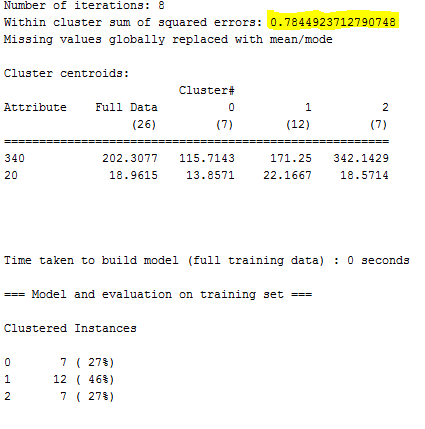 Number of iterations: 8
Within cluster sum of squared errors: 0.7844923712790748
Missing values globally replaced with mean/mode
Cluster centroids:
Cluster#
Attribute Full Data 0 1 2
(26) (7) (12) (7)
=========================================================
340 202.3077 115.7143 171.25 342.1429
20 18.9615 13.8571 22.1667 18.5714
Time taken to build model (full training data) : 0 seconds
=== Model and evaluation on training set ===
Clustered Instances
0 7 ( 27%)
1 12 ( 46%)
2 7 ( 27%)